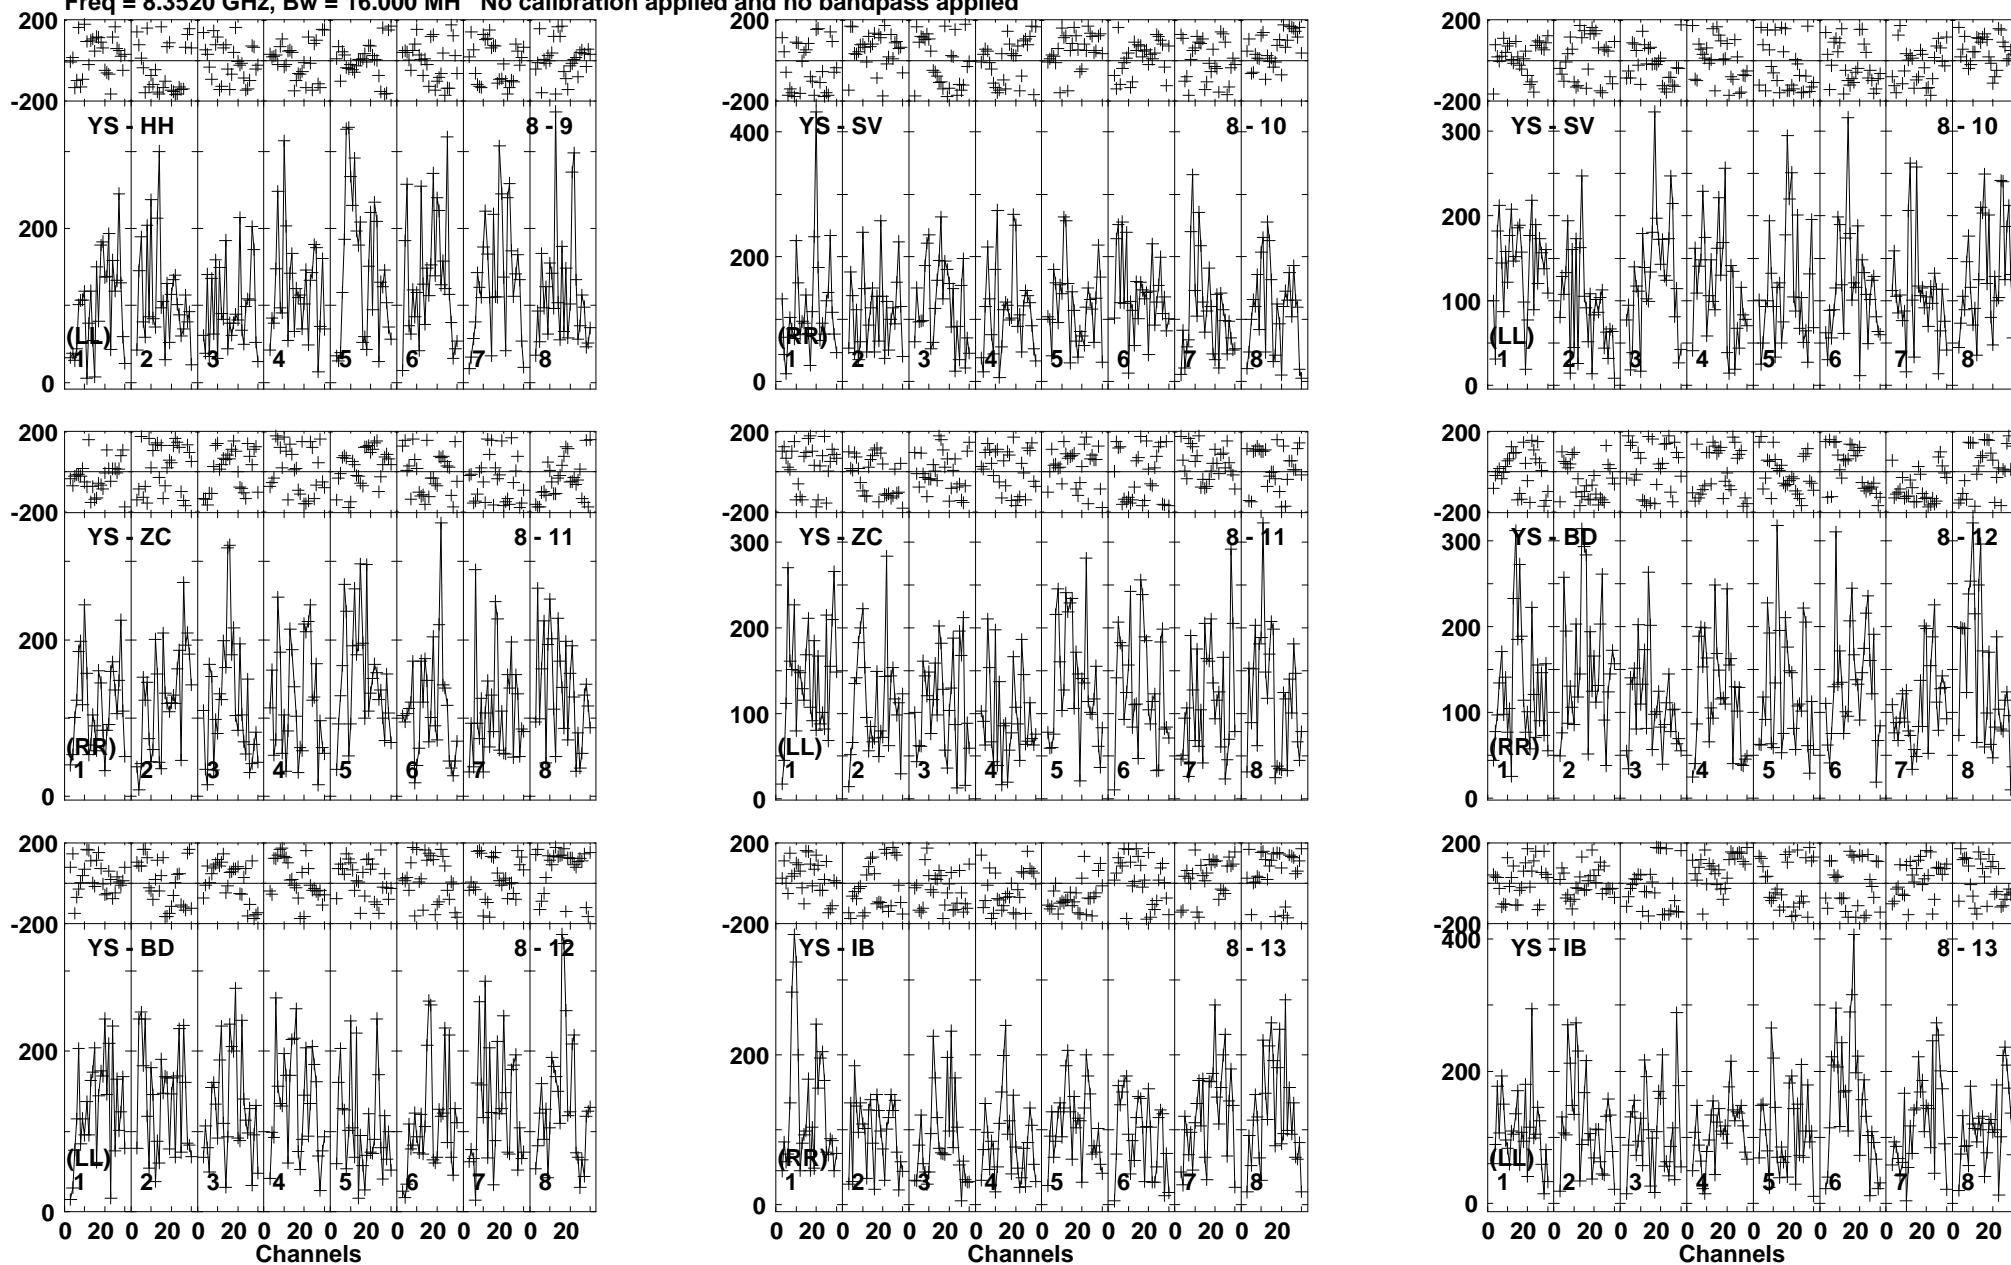 Freq = 8.3520 GHz, Bw = 16.000 MH No calibration applied and no bandpass applied
200 200 200
-200 -200 -200
YS - HH 8 - 9 YS - SV 8 - 10 YS - SV 8 - 10
400 300
200 200 200
100
(LL) (RR) (LL)
1 2 3 4 5 6 7 8 1 2 3 4 5 6 7 8 1 2 3 4 5 6 7 8
0 0 0
200 200 200
-200 -200 -200
YS - ZC 8 - 11 YS - ZC 8 - 11 YS - BD 8 - 12
300 300
200 200 200
100 100
(RR) (LL) (RR)
1 2 3 4 5 6 7 8 1 2 3 4 5 6 7 8 1 2 3 4 5 6 7 8
0 0 0
200 200 200
-200 -200 -200
400
YS - BD 8 - 12 YS - IB 8 - 13 YS - IB 8 - 13
200 200 200
(LL) (RR) (LL)
1 2 3 4 5 6 7 8 1 2 3 4 5 6 7 8 1 2 3 4 5 6 7 8
0 0 0
0 20 0 20 0 20 0 20 0 20 0 20 0 20 0 20 0 20 0 20 0 20 0 20 0 20 0 20 0 20 0 20 0 20 0 20 0 20 0 20 0 20 0 20 0 20 0 20
Channels Channels Channels